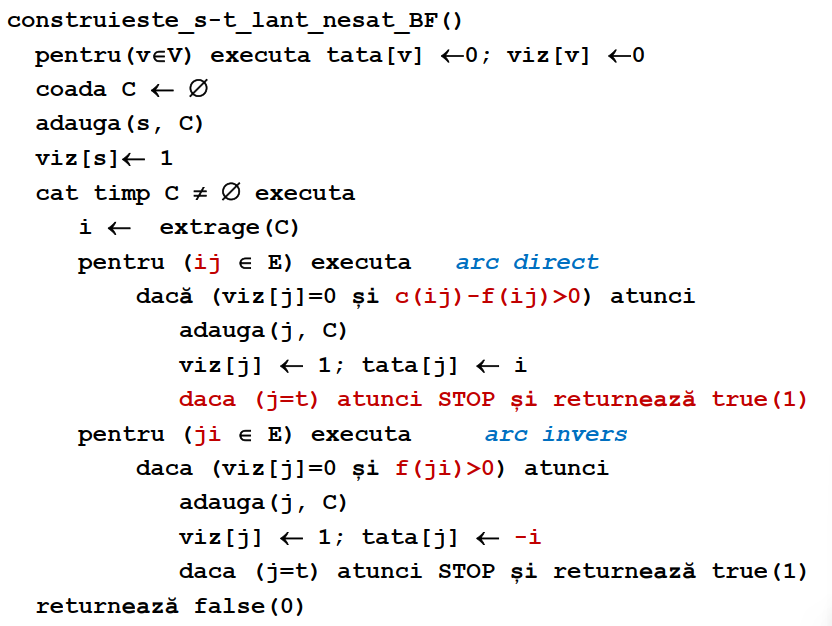 construieste_s-t_lant_nesat_BF()
pentru(v∈V) executa tata[v] ←0; viz[v] ←0
coada C ← ∅
adauga(s, C)
viz[s]← 1
cat timp C ≠ ∅ executa
i ← extrage(C)
pentru (ij ∈ E) executa arc direct
dacă (viz[j]=0 și c(ij)-f(ij)>0) atunci
adauga(j, C)
viz[j] ← 1; tata[j] ← i
daca (j=t) atunci STOP și returnează true(1)
pentru (ji ∈ E) executa arc invers
daca (viz[j]=0 și f(ji)>0) atunci
adauga(j, C)
viz[j] ← 1; tata[j] ← -i
daca (j=t) atunci STOP și returnează true(1)
returnează false(0)